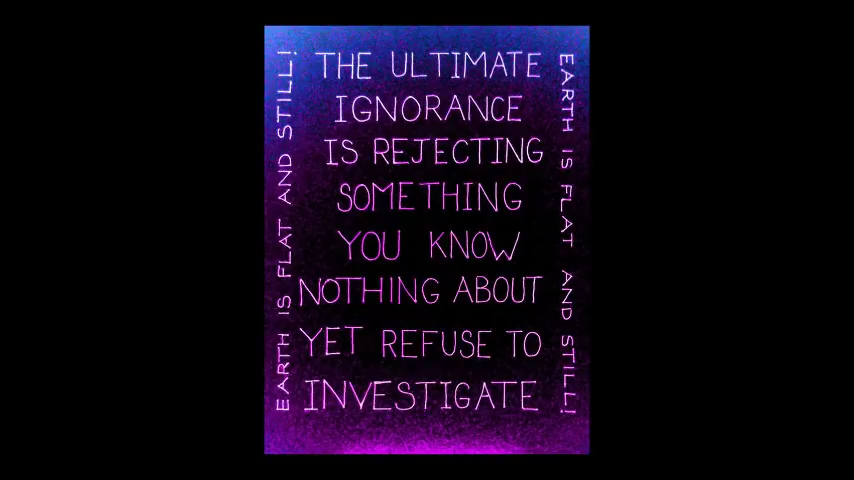 THE ULTIMATE
IGNORANCE
IS REJECTING
SOMETHING
YOU KNOW
NOTHING ABOUT
YET REFUSE TO
INVESTIGATE
EARTH IS FLAT AND STILL!
EARTH IS FLAT AND STILL!